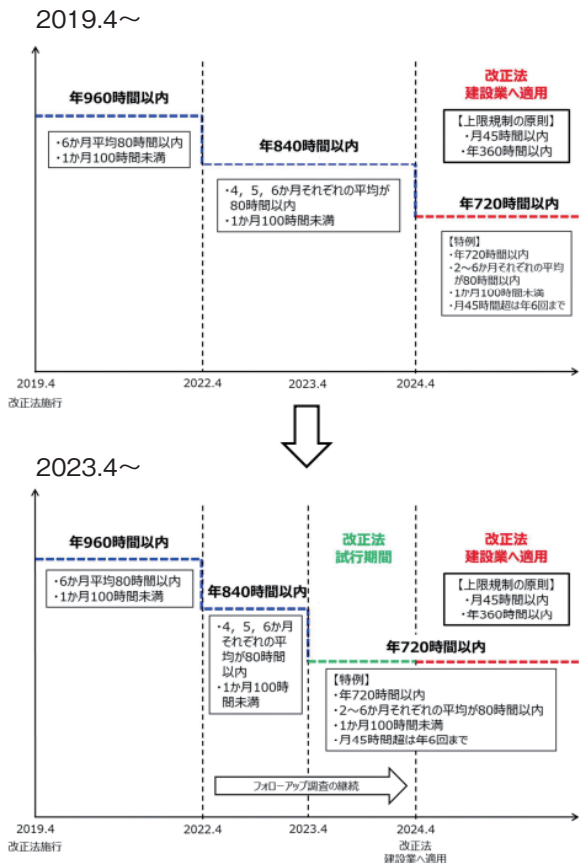 2019.4～
改正法
建設業へ適用
年960時間以内
【上限規制の原則】
・月45時間以内
・年360時間以内
・6か月平均80時間以内
・1か月100時間未満
年840時間以内
・4，5，6か月それぞれの平均が
80時間以内
・1か月100時間未満
年720時間以内
【特例】
・年720時間以内
・2～6か月それぞれの平均
が80時間以内
・1か月100時間未満
・月45時間超は年6回まで
2019.4
2022.4
2023.4
2024.4
改正法施行
2023.4～
年960時間以内
改正法
試行期間
改正法
建設業へ適用
・6か月平均80時間以内
・1か月100時間未満
年840時間以内
【上限規制の原則】
・月45時間以内
・年360時間以内
・4，5，6か月
それぞれの平
均が80時間
以内
・1か月100時
間未満
年720時間以内
【特例】
・年720時間以内
・2～6か月それぞれの平均が80時間以内
・1か月100時間未満
・月45時間超は年6回まで
フォローアップ調査の継続
2019.4
2022.4
2023.4
2024.4
改正法施行
改正法
建設業へ適用